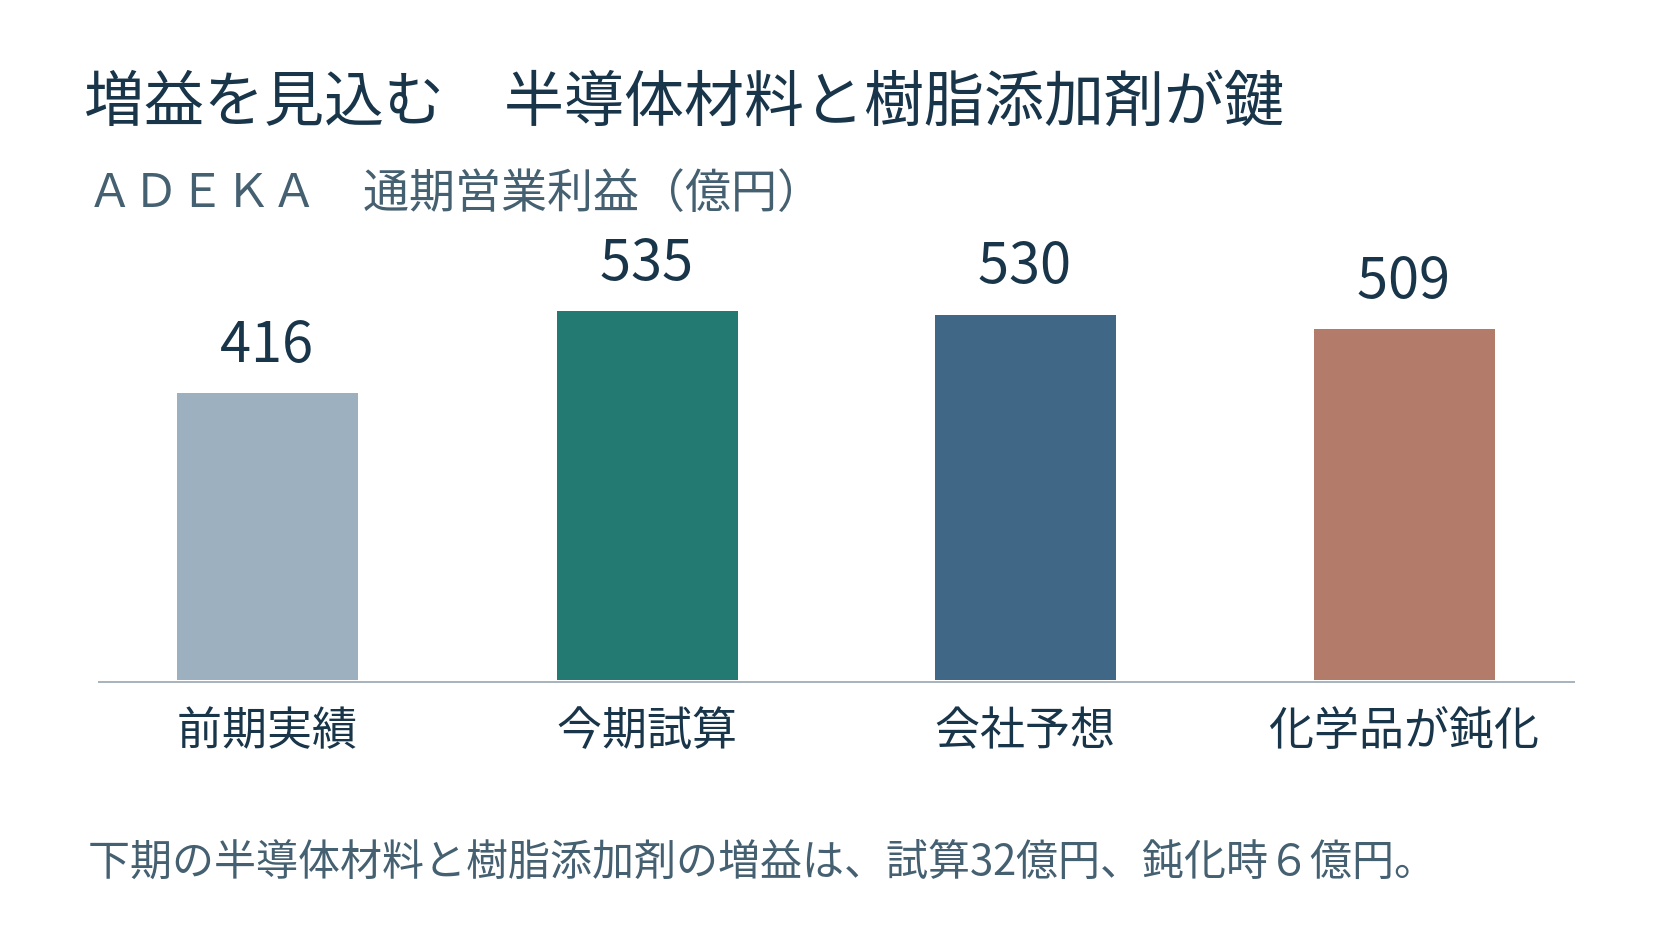 増益を見込む　半導体材料と樹脂添加剤が鍵
ＡＤＥＫＡ　通期営業利益（億円）
416
535
530
509
前期実績
今期試算
会社予想
化学品が鈍化
下期の半導体材料と樹脂添加剤の増益は、試算32億円、鈍化時６億円。